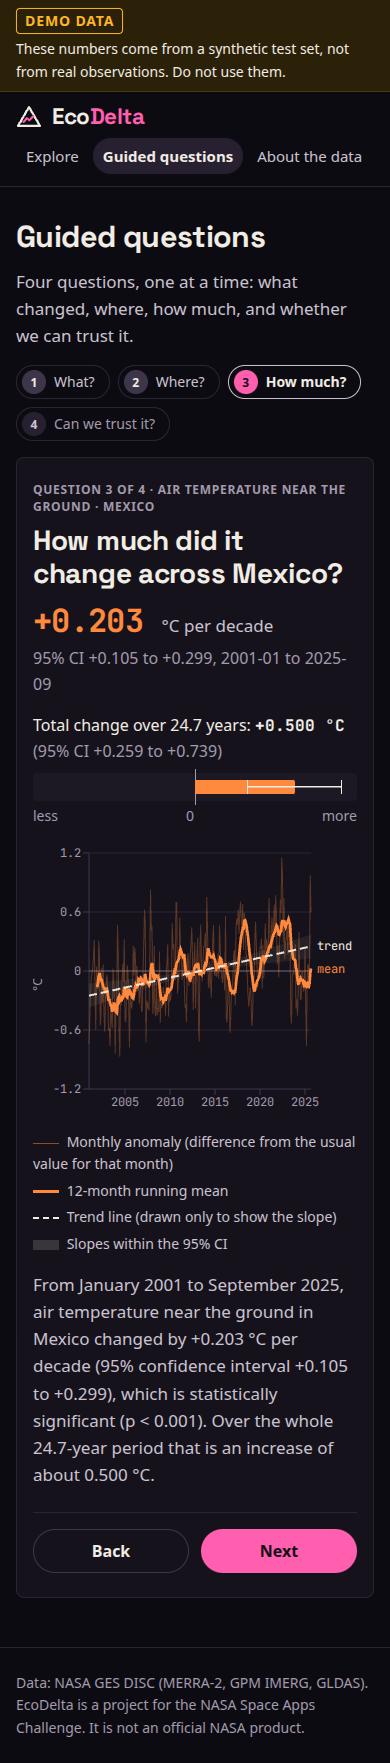 DEMO DATA
These numbers come from a synthetic test set, not
from real observations. Do not use them.
EcoDelta
Explore Guided questions About the data
Guided questions
Four questions, one at a time: what
changed, where, how much, and whether
we can trust it.
1 What? 2 Where? 3 How much?
4 Can we trust it?
QUESTION 3 OF 4 · AIR TEMPERATURE NEAR THE
GROUND · MEXICO
How much did it
change across Mexico?
+0.203 °C per decade
95% CI +0.105 to +0.299, 2001-01 to 2025-
09
Total change over 24.7 years: +0.500 °C
(95% CI +0.259 to +0.739)
less 0 more
1.2
0.6
trend
mean
0
°C
-0.6
-1.2
2005 2010 2015 2020 2025
Monthly anomaly (difference from the usual
value for that month)
12-month running mean
Trend line (drawn only to show the slope)
Slopes within the 95% CI
From January 2001 to September 2025,
air temperature near the ground in
Mexico changed by +0.203 °C per
decade (95% confidence interval +0.105
to +0.299), which is statistically
significant (p < 0.001). Over the whole
24.7-year period that is an increase of
about 0.500 °C.
Back Next
Data: NASA GES DISC (MERRA-2, GPM IMERG, GLDAS).
EcoDelta is a project for the NASA Space Apps
Challenge. It is not an official NASA product.